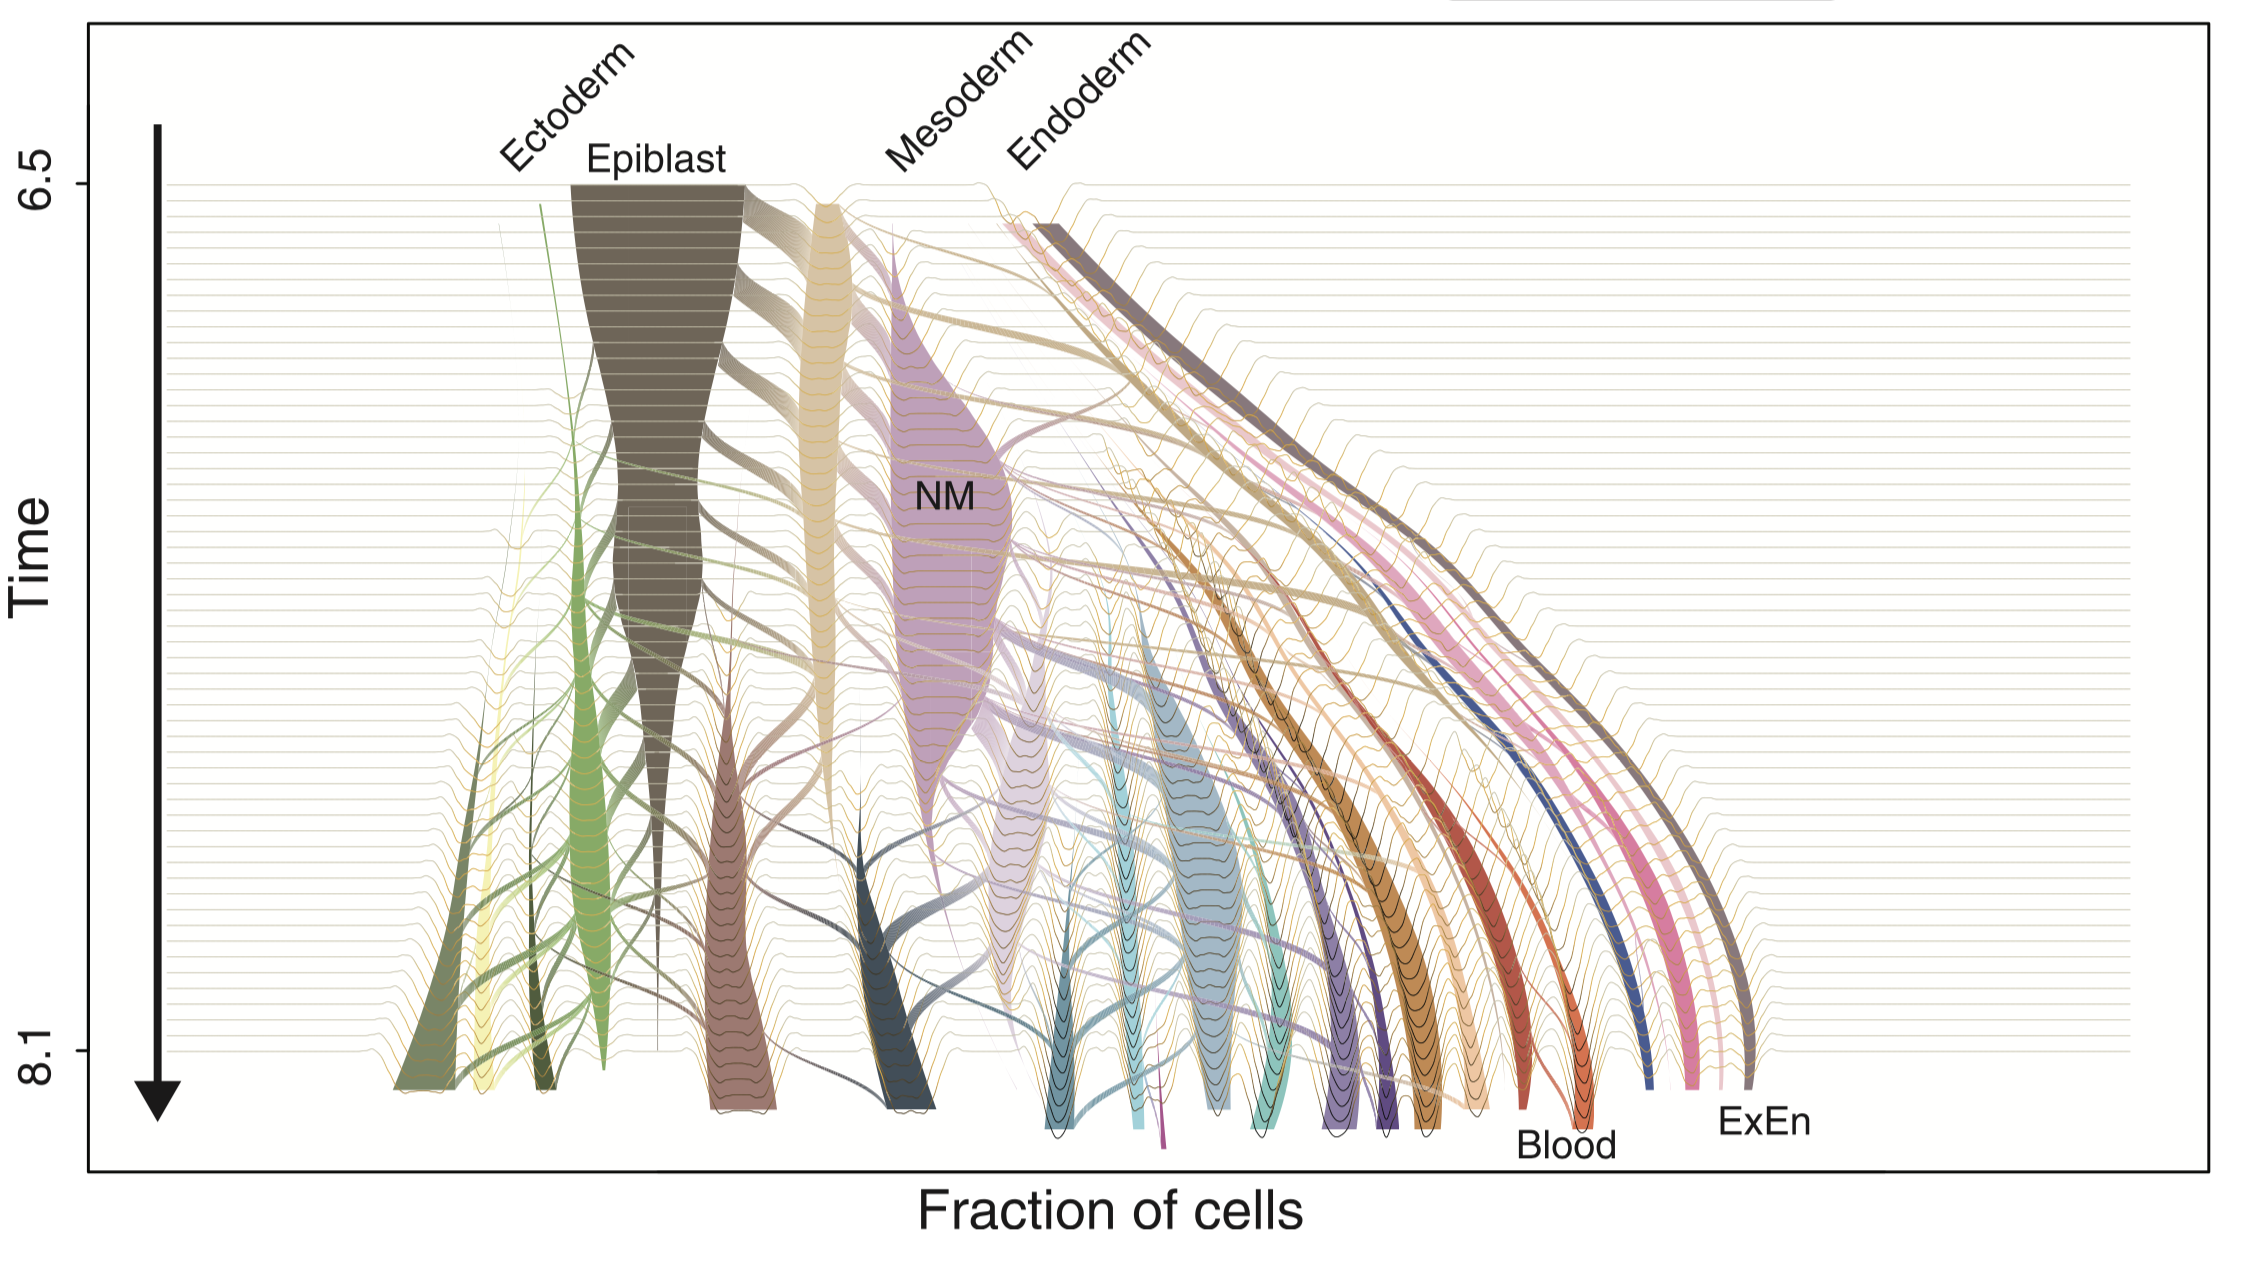 Ectoderm
Epiblast
Mesoderm
Endoderm
6.5
NM
Time
8.1
ExEn
Blood
Fraction of cells